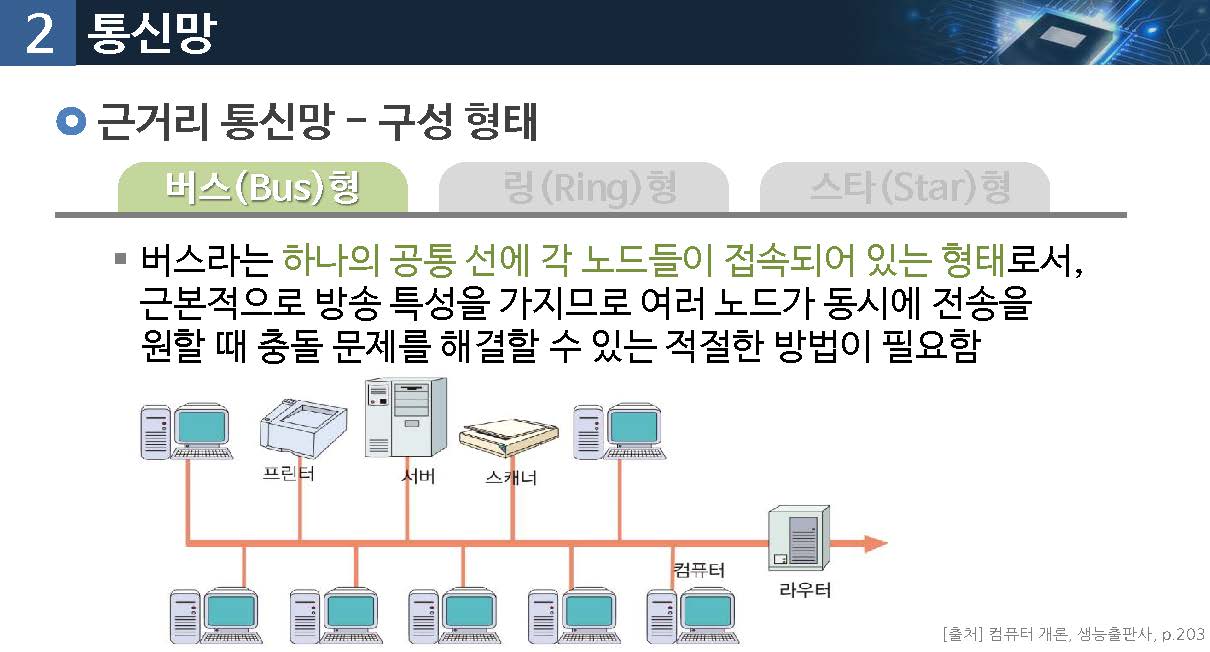 2 통신망
근거리 통신망 - 구성 형태
버스(Bus)형 링(Ring)형 스타(Star)형
▪ 버스라는 하나의 공통 선에 각 노드들이 접속되어 있는 형태로서,
근본적으로 방송 특성을 가지므로 여러 노드가 동시에 전송을
원할 때 충돌 문제를 해결할 수 있는 적절한 방법이 필요함
프린터 서버 스캐너
컴퓨터
라우터
[출처] 컴퓨터 개론, 생능출판사, p.203